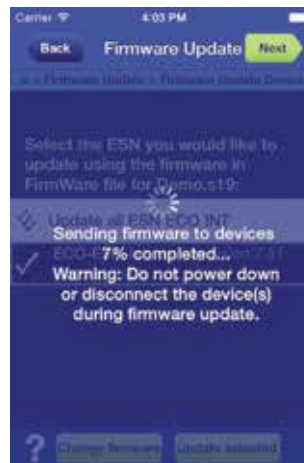 Carrier 4:03 PM
Back Firmware Update Next
Select the ESN you would like to
update using the firmware in
FirmWare file for Demo.s19:
Update all ESN ECO INT
Sending firmware to devices
7% completed...
Warning: Do not power down
or disconnect the device(s)
during firmware update.
? Change firmware Update selected